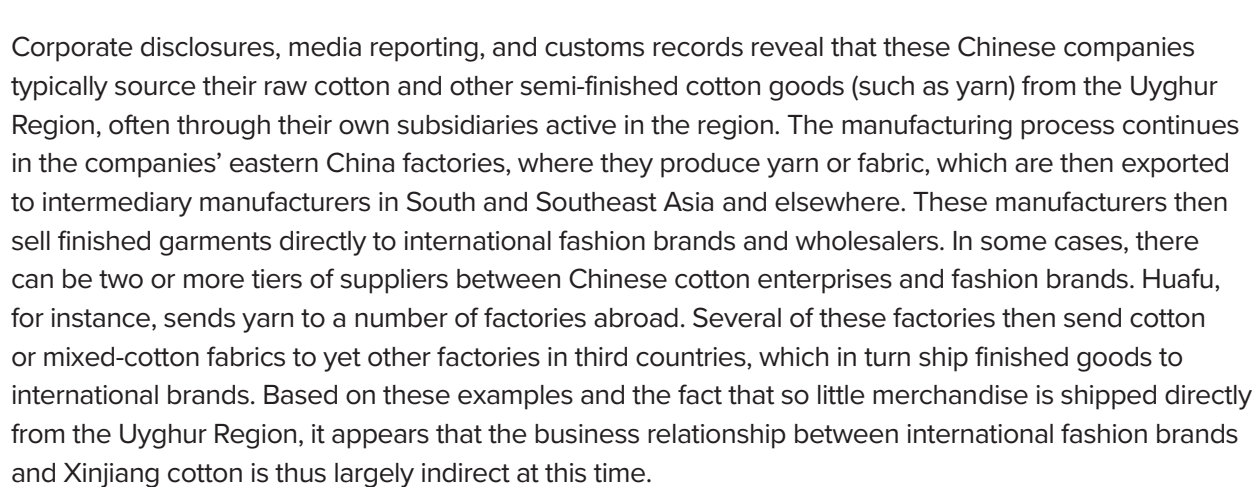 Corporate disclosures, media reporting, and customs records reveal that these Chinese companies
typically source their raw cotton and other semi-finished cotton goods (such as yarn) from the Uyghur
Region, often through their own subsidiaries active in the region. The manufacturing process continues
in the companies’ eastern China factories, where they produce yarn or fabric, which are then exported
to intermediary manufacturers in South and Southeast Asia and elsewhere. These manufacturers then
sell finished garments directly to international fashion brands and wholesalers. In some cases, there
can be two or more tiers of suppliers between Chinese cotton enterprises and fashion brands. Huafu,
for instance, sends yarn to a number of factories abroad. Several of these factories then send cotton
or mixed-cotton fabrics to yet other factories in third countries, which in turn ship finished goods to
international brands. Based on these examples and the fact that so little merchandise is shipped directly
from the Uyghur Region, it appears that the business relationship between international fashion brands
and Xinjiang cotton is thus largely indirect at this time.